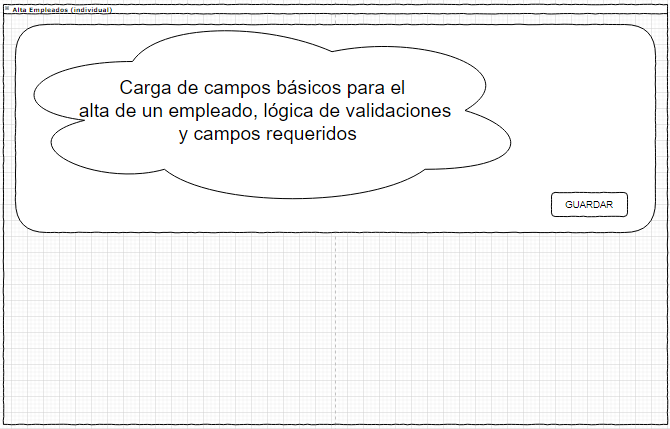 Alta Empleados (individual)
Carga de campos básicos para el
alta de un empleado, lógica de validaciones
y campos requeridos
GUARDAR